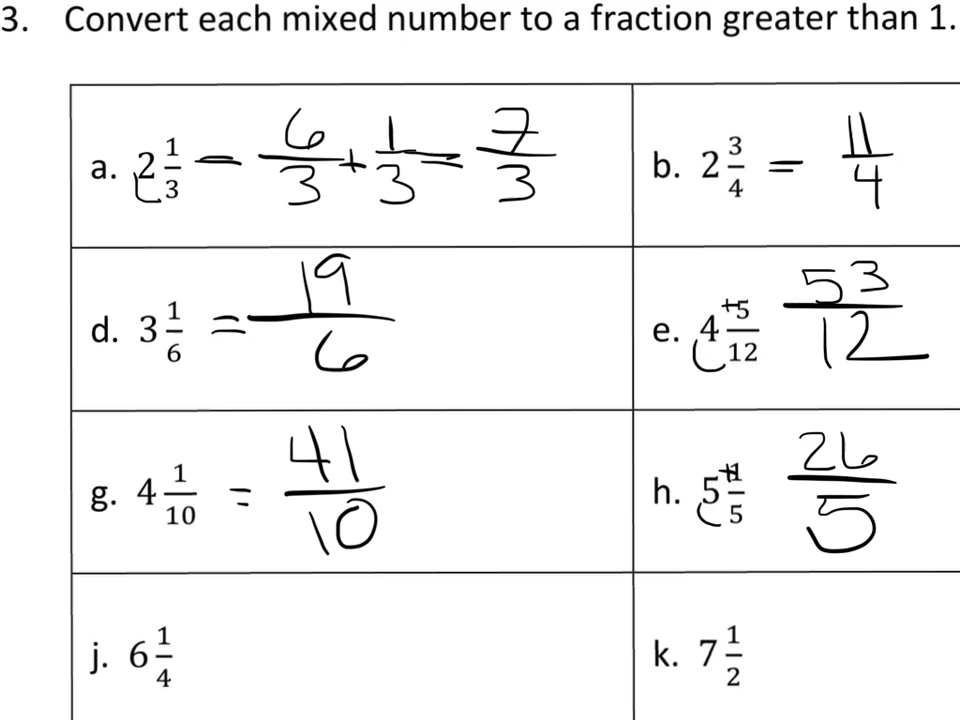 3. Convert each mixed number to a fraction greater than 1.
a. 2 1/3 = 6/3 + 1/3 = 7/3
b. 2 3/4 = 11/4
d. 3 1/6 = 19/6
e. 4 + 5/12 53/12
g. 4 1/10 = 41/10
h. 5 + 1/5 26/5
j. 6 1/4
k. 7 1/2